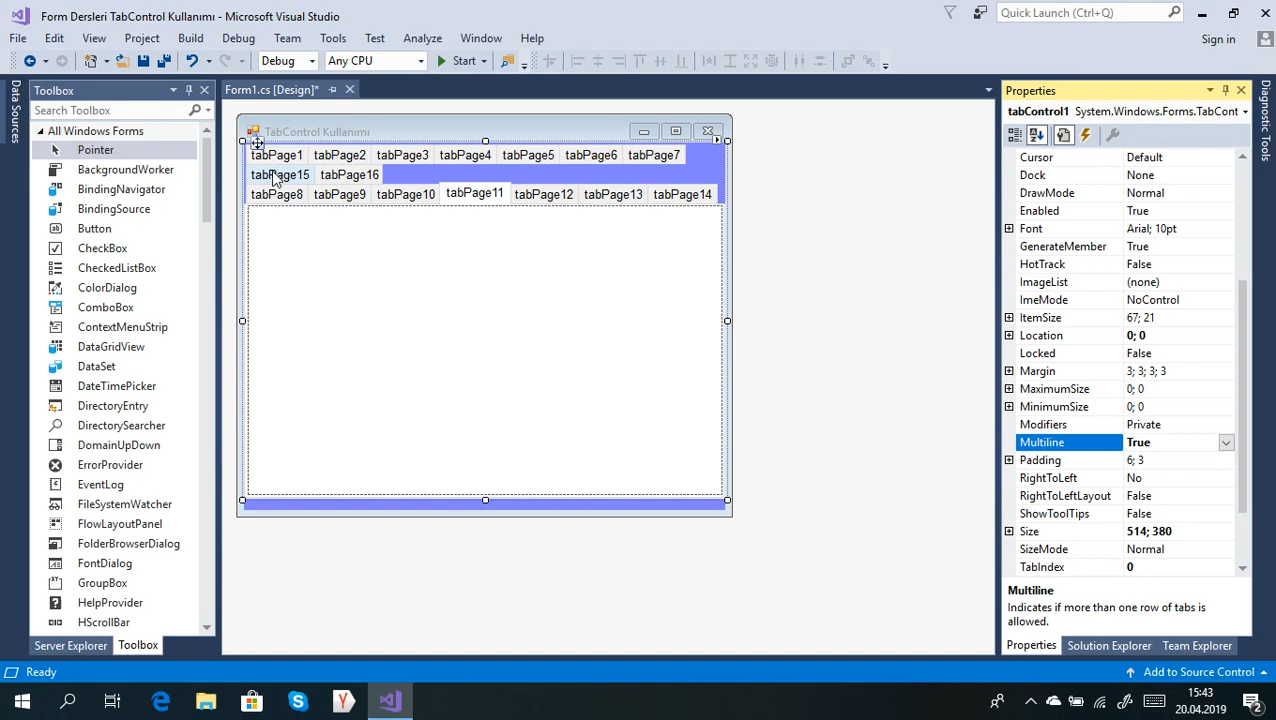 Form Dersleri TabControl Kullanımı - Microsoft Visual Studio
Quick Launch (Ctrl+Q)
File Edit View Project Build Debug Team Tools Test Analyze Window Help
Sign in
Debug Any CPU Start
Data Sources
Toolbox
Search Toolbox
All Windows Forms
Pointer
BackgroundWorker
BindingNavigator
BindingSource
Button
CheckBox
CheckedListBox
ColorDialog
ComboBox
ContextMenuStrip
DataGridView
DataSet
DateTimePicker
DirectoryEntry
DirectorySearcher
DomainUpDown
ErrorProvider
EventLog
FileSystemWatcher
FlowLayoutPanel
FolderBrowserDialog
FontDialog
GroupBox
HelpProvider
HScrollBar
Server Explorer Toolbox
Form1.cs [Design]*
TabControl Kullanımı
tabPage1 tabPage2 tabPage3 tabPage4 tabPage5 tabPage6 tabPage7
tabPage15 tabPage16
tabPage8 tabPage9 tabPage10 tabPage11 tabPage12 tabPage13 tabPage14
Properties
tabControl1 System.Windows.Forms.TabCont
Cursor Default
Dock None
DrawMode Normal
Enabled True
Font Arial; 10pt
GenerateMember True
HotTrack False
ImageList (none)
ImeMode NoControl
ItemSize 67; 21
Location 0; 0
Locked False
Margin 3; 3; 3; 3
MaximumSize 0; 0
MinimumSize 0; 0
Modifiers Private
Multiline True
Padding 6; 3
RightToLeft No
RightToLeftLayout False
ShowToolTips False
Size 514; 380
SizeMode Normal
TabIndex 0
Multiline
Indicates if more than one row of tabs is
allowed.
Properties Solution Explorer Team Explorer
Diagnostic Tools
Ready
Add to Source Control
15:43
20.04.2019
2